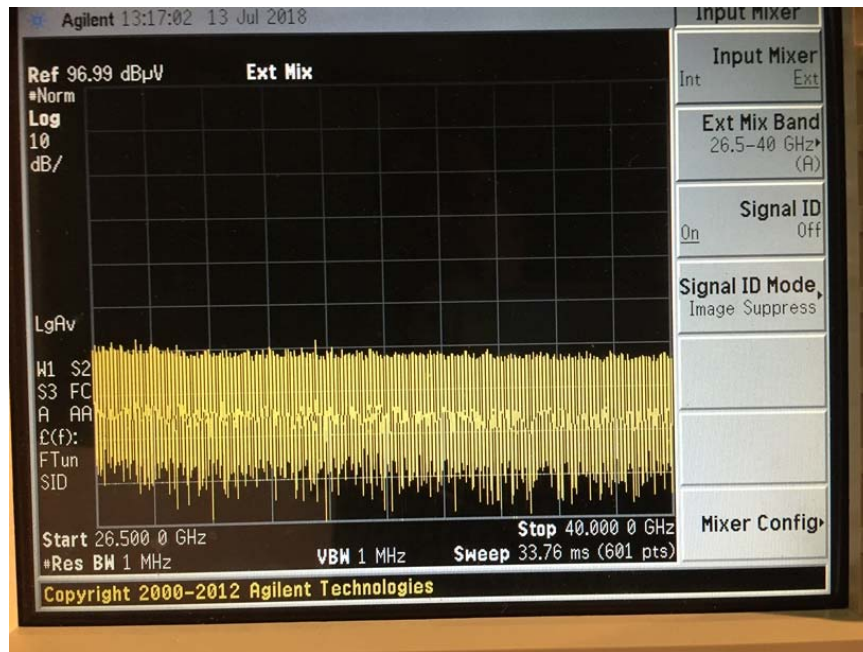 Agilent 13:17:02 13 Jul 2018
Input Mixer
Ref 96.99 dBµV
Ext Mix
#Norm
Log
10
dB/
LgAv
W1 S2
S3 FC
A AA
£(f):
FTun
SID
Start 26.500 0 GHz
Stop 40.000 0 GHz
#Res BW 1 MHz
VBW 1 MHz
Sweep 33.76 ms (601 pts)
Copyright 2000-2012 Agilent Technologies
Input Mixer
Int Ext
Ext Mix Band
26.5-40 GHz
(A)
Signal ID
On Off
Signal ID Mode
Image Suppress
Mixer Config